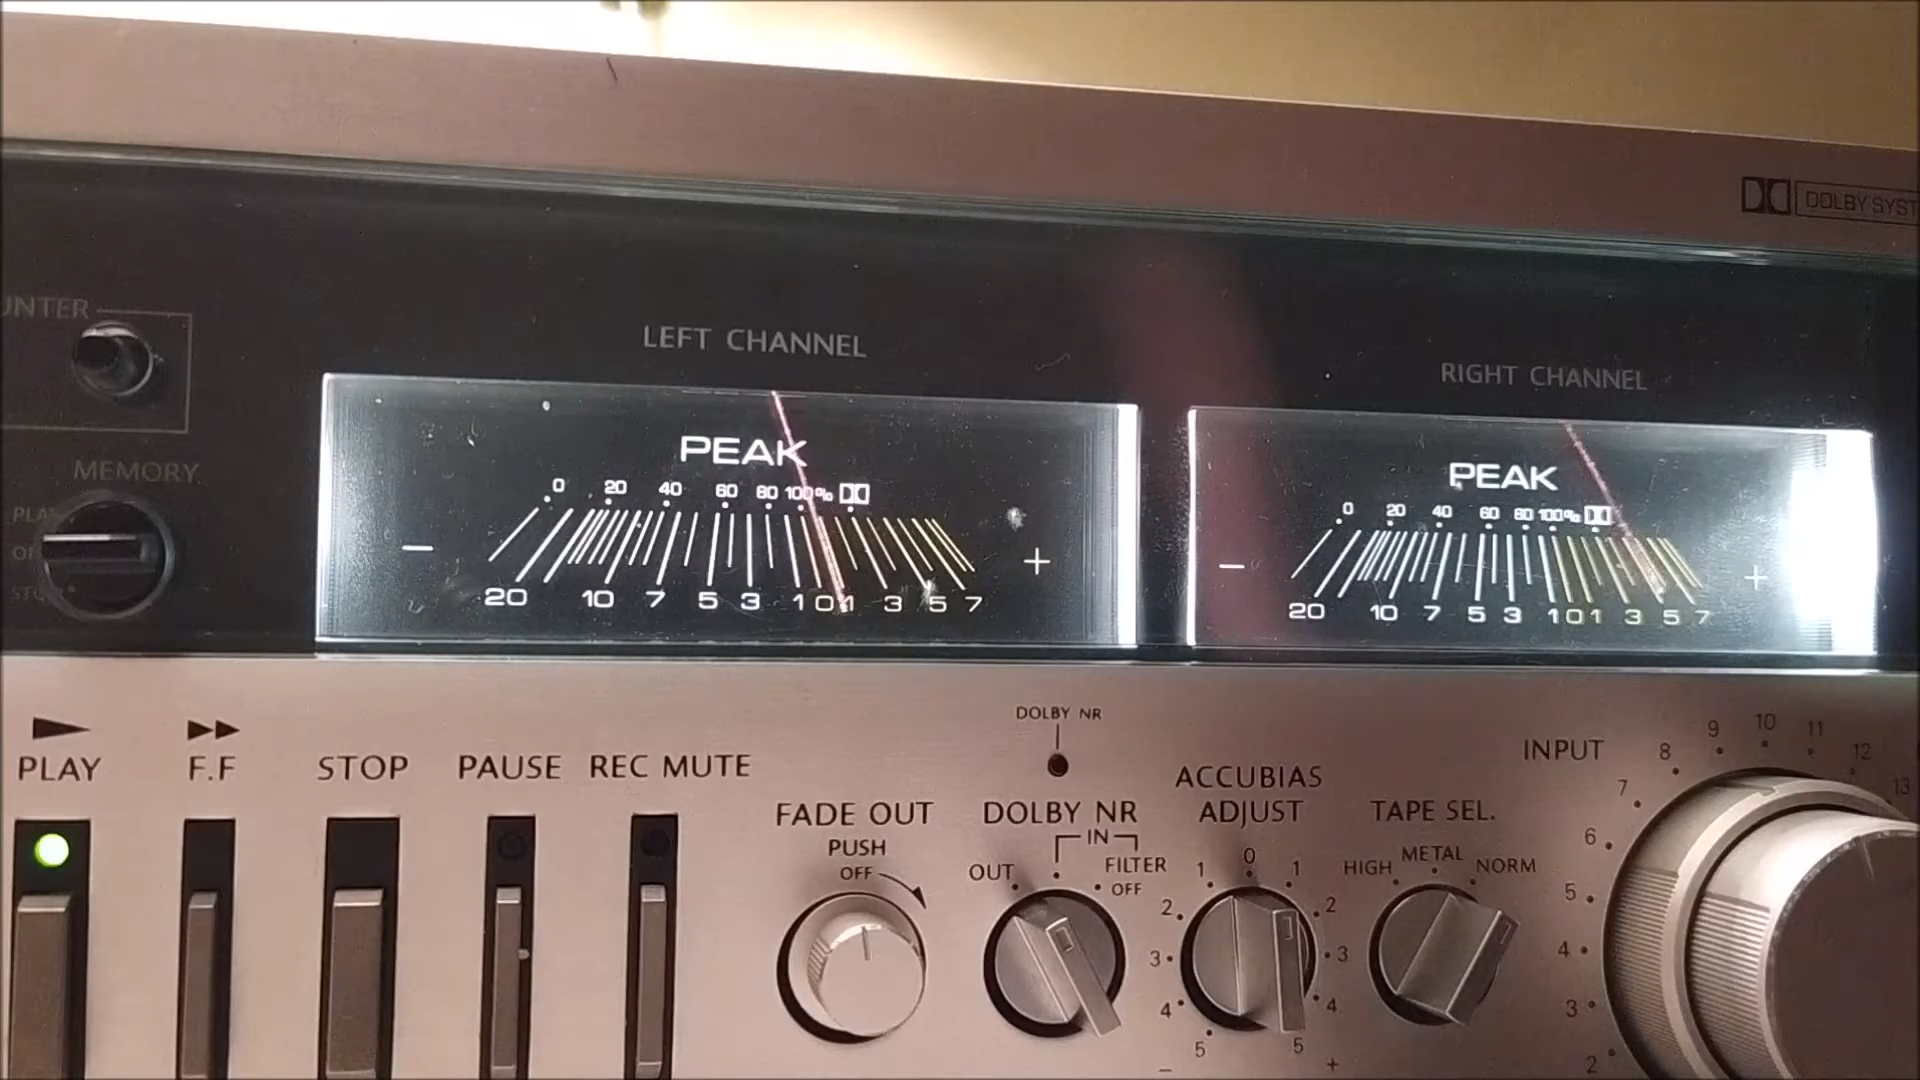 DOLBY SYST
UNTER
LEFT CHANNEL
RIGHT CHANNEL
MEMORY
PLAY
STOP
PEAK
0 20 40 60 80 100%
- +
20 10 7 5 3 1 0 1 3 5 7
PEAK
0 20 40 60 80 100%
- +
20 10 7 5 3 1 0 1 3 5 7
PLAY
F.F
STOP
PAUSE
REC MUTE
FADE OUT
PUSH
OFF
DOLBY NR
DOLBY NR
IN
OUT
FILTER
OFF
ACCUBIAS
ADJUST
1 0 1
2 2
3 3
4 4
5 5
- +
TAPE SEL.
HIGH METAL NORM
INPUT
2 3 4 5 6 7 8 9 10 11 12 13